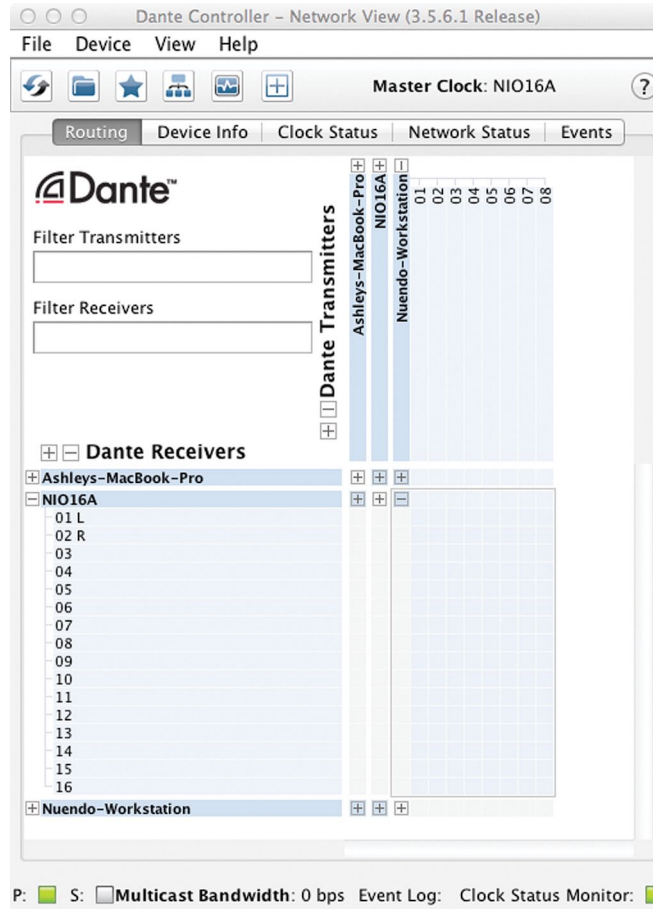 Dante Controller – Network View (3.5.6.1 Release)
File Device View Help
Master Clock: NIO16A ?
Routing Device Info Clock Status Network Status Events
Dante™
Filter Transmitters
Filter Receivers
Dante Transmitters
Ashleys-MacBook-Pro
NIO16A
Nuendo-Workstation
01
02
03
04
05
06
07
08
Dante Receivers
Ashleys-MacBook-Pro
NIO16A
01 L
02 R
03
04
05
06
07
08
09
10
11
12
13
14
15
16
Nuendo-Workstation
P: S: Multicast Bandwidth: 0 bps Event Log: Clock Status Monitor: